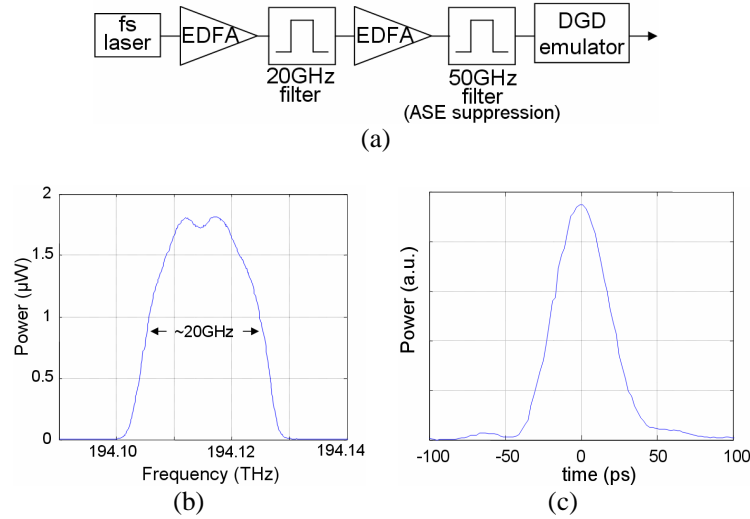 fs
laser
EDFA
20GHz
filter
EDFA
50GHz
filter
(ASE suppression)
DGD
emulator
(a)
2
1.5
1
0.5
0
Power (µW)
~20GHz
194.10
194.12
194.14
Frequency (THz)
(b)
Power (a.u.)
-100
-50
0
50
100
time (ps)
(c)